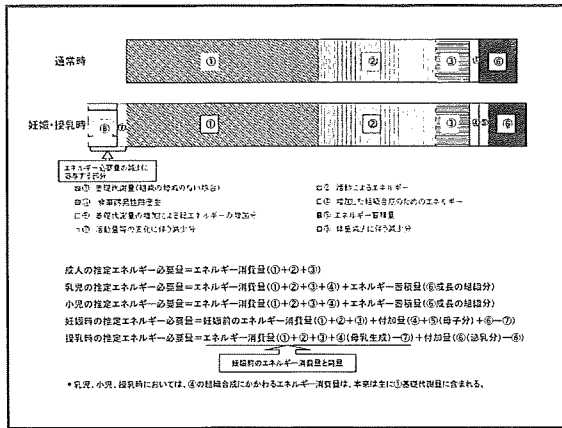 通常時
① ② ③ ⑤ ⑥
妊娠・授乳時
⑧ ⑦ ① ② ③ ④ ⑤ ⑥
エネルギー必要量の減少に
寄与する部分
① 基礎代謝量(組織の増減のない場合)
② 活動によるエネルギー
③ 食事誘発性熱産生
④ 増加した組織合成のためのエネルギー
⑤ 基礎代謝量の増加による総エネルギーの増加分
⑥ エネルギー蓄積量
⑦ 活動量等の変化に伴う減少分
⑧ 体重減少に伴う減少分
成人の推定エネルギー必要量=エネルギー消費量(①+②+③)
乳児の推定エネルギー必要量=エネルギー消費量(①+②+③+④)+エネルギー蓄積量(⑥成長の組織分)
小児の推定エネルギー必要量=エネルギー消費量(①+②+③+④)+エネルギー蓄積量(⑥成長の組織分)
妊娠時の推定エネルギー必要量=妊娠前のエネルギー消費量(①+②+③)+付加量(④+⑤(母子分)+⑥-⑦)
授乳時の推定エネルギー必要量=エネルギー消費量(①+②+③+④(母乳生成)-⑦)+付加量(⑥(泌乳分)-⑧)
妊娠前のエネルギー消費量と同量
*乳児、小児、授乳時においては、④の組織合成にかかわるエネルギー消費量は、本来は主に①基礎代謝量に含まれる。